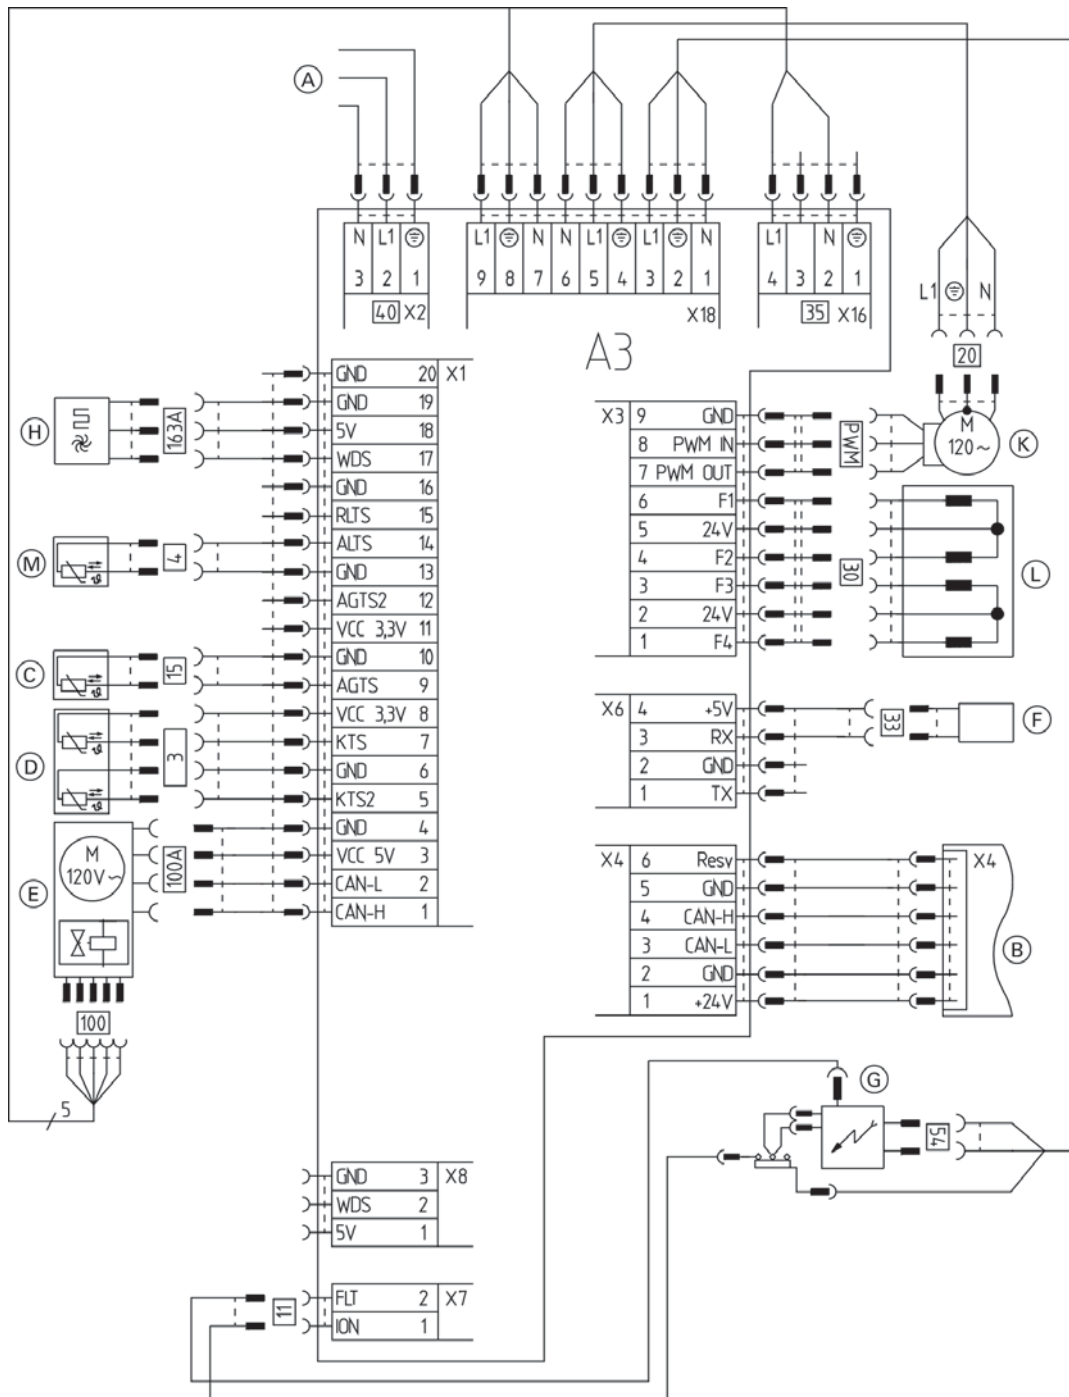 A
N L1
3 2 1
40 X2
L1 N N L1 L1 N
9 8 7 6 5 4 3 2 1
X18
L1 N
4 3 2 1
35 X16
A3
L1 N
20
M
120~
K
GND 20 X1
GND 19
5V 18
WDS 17
GND 16
RLTS 15
ALTS 14
GND 13
AGTS2 12
VCC 3,3V 11
GND 10
AGTS 9
VCC 3,3V 8
KTS 7
GND 6
KTS2 5
GND 4
VCC 5V 3
CAN-L 2
CAN-H 1
H
163A
M
4
ϑ
C
15
ϑ
D
3
ϑ
ϑ
E
M
120V~
100A
100
5
X3 9 GND
8 PWM IN
7 PWM OUT
6 F1
5 24V
4 F2
3 F3
2 24V
1 F4
PWM
30
L
X6 4 +5V
3 RX
2 GND
1 TX
33
F
X4 6 Resv
5 GND
4 CAN-H
3 CAN-L
2 GND
1 +24V
X4
B
G
54
GND 3 X8
WDS 2
5V 1
FLT 2 X7
ION 1
11